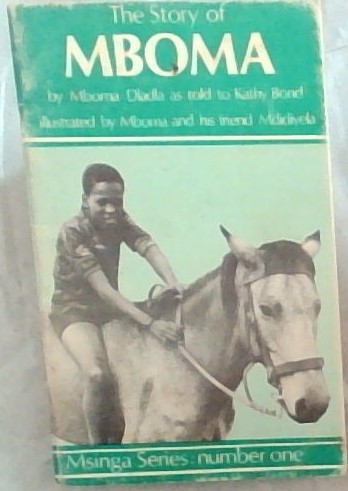 The Story of
MBOMA
by Mboma Dladla as told to Kathy Bond
illustrated by Mboma and his friend Mdidiyela
Msinga Series: number one